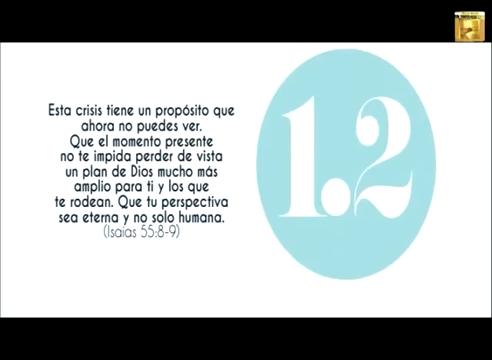 Esta crisis tiene un propósito que
ahora no puedes ver.
Que el momento presente
no te impida perder de vista
un plan de Dios mucho más
amplio para ti y los que
te rodean. Que tu perspectiva
sea eterna y no solo humana.
(Isaías 55:8-9)
1.2